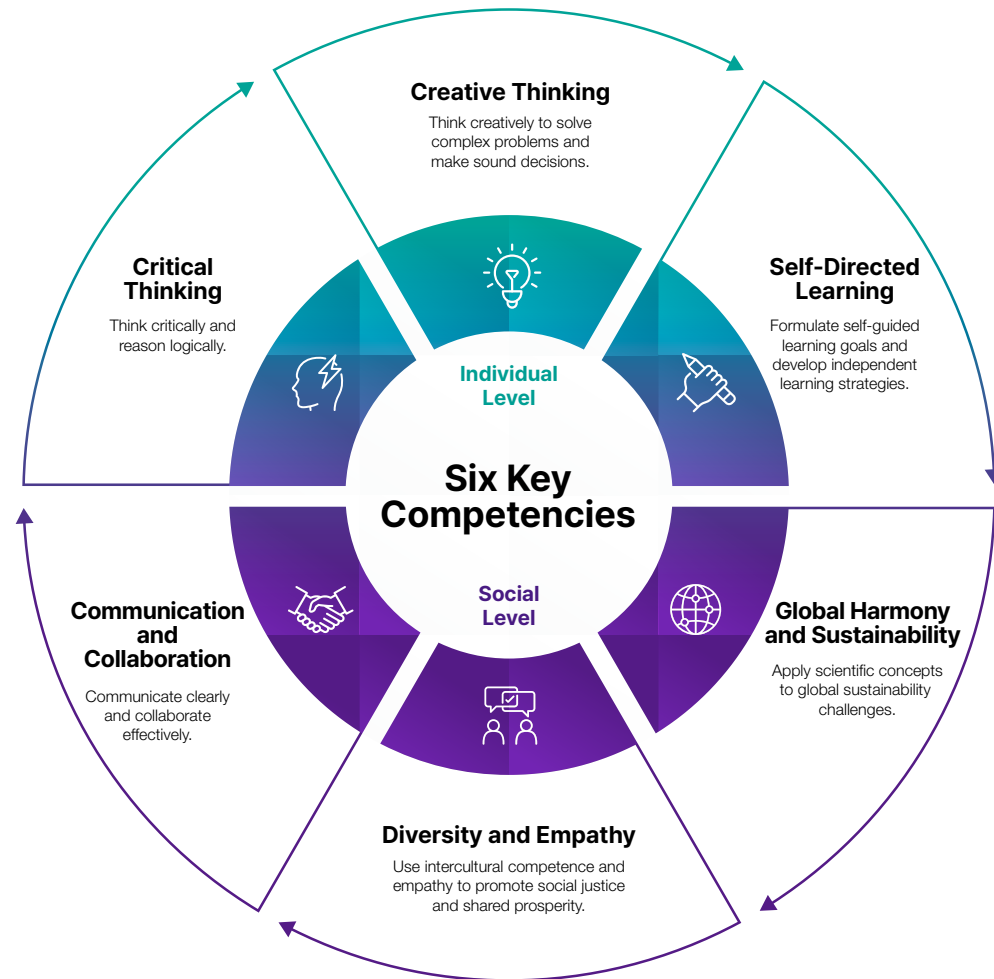 Creative Thinking
Think creatively to solve
complex problems and
make sound decisions.
Critical
Thinking
Think critically and
reason logically.
Self-Directed
Learning
Formulate self-guided
learning goals and
develop independent
learning strategies.
Individual
Level
Six Key
Competencies
Social
Level
Communication
and
Collaboration
Communicate clearly
and collaborate
effectively.
Global Harmony
and Sustainability
Apply scientific concepts
to global sustainability
challenges.
Diversity and Empathy
Use intercultural competence and
empathy to promote social justice
and shared prosperity.